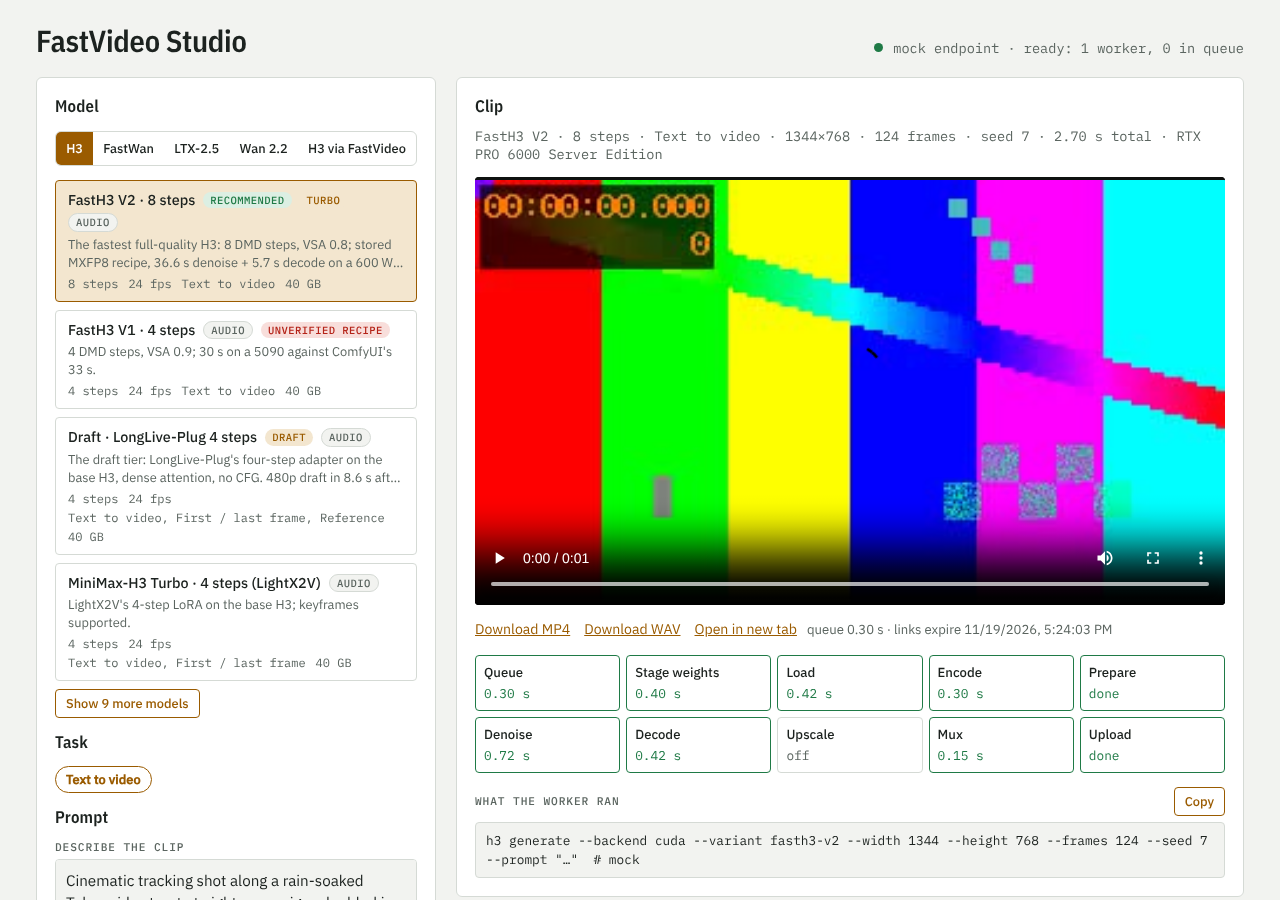 FastVideo Studio
mock endpoint · ready: 1 worker, 0 in queue
Model
H3 FastWan LTX-2.5 Wan 2.2 H3 via FastVideo
FastH3 V2 · 8 steps RECOMMENDED TURBO
AUDIO
The fastest full-quality H3: 8 DMD steps, VSA 0.8; stored
MXFP8 recipe, 36.6 s denoise + 5.7 s decode on a 600 W…
8 steps 24 fps Text to video 40 GB
FastH3 V1 · 4 steps AUDIO UNVERIFIED RECIPE
4 DMD steps, VSA 0.9; 30 s on a 5090 against ComfyUI's
33 s.
4 steps 24 fps Text to video 40 GB
Draft · LongLive-Plug 4 steps DRAFT AUDIO
The draft tier: LongLive-Plug's four-step adapter on the
base H3, dense attention, no CFG. 480p draft in 8.6 s aft…
4 steps 24 fps
Text to video, First / last frame, Reference
40 GB
MiniMax-H3 Turbo · 4 steps (LightX2V) AUDIO
LightX2V's 4-step LoRA on the base H3; keyframes
supported.
4 steps 24 fps
Text to video, First / last frame 40 GB
Show 9 more models
Task
Text to video
Prompt
DESCRIBE THE CLIP
Cinematic tracking shot along a rain-soaked
Clip
FastH3 V2 · 8 steps · Text to video · 1344×768 · 124 frames · seed 7 · 2.70 s total · RTX
PRO 6000 Server Edition
00:00:00.000
0
0:00 / 0:01
Download MP4 Download WAV Open in new tab queue 0.30 s · links expire 11/19/2026, 5:24:03 PM
Queue Stage weights Load Encode Prepare
0.30 s 0.40 s 0.42 s 0.30 s done
Denoise Decode Upscale Mux Upload
0.72 s 0.42 s off 0.15 s done
WHAT THE WORKER RAN Copy
h3 generate --backend cuda --variant fasth3-v2 --width 1344 --height 768 --frames 124 --seed 7
--prompt "…"  # mock